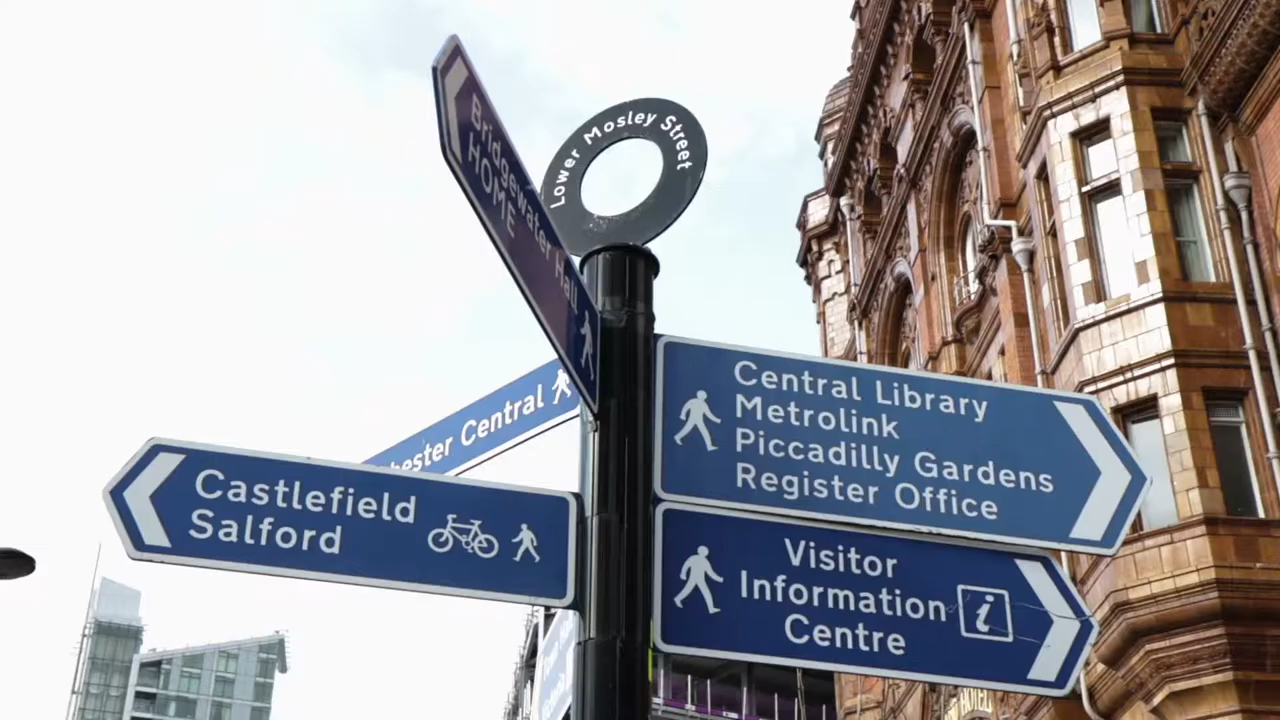 Lower Mosley Street
Bridgewater Hall
HOME
Central
Castlefield
Salford
Central Library
Metrolink
Piccadilly Gardens
Register Office
Visitor
Information
Centre
i
HOTEL